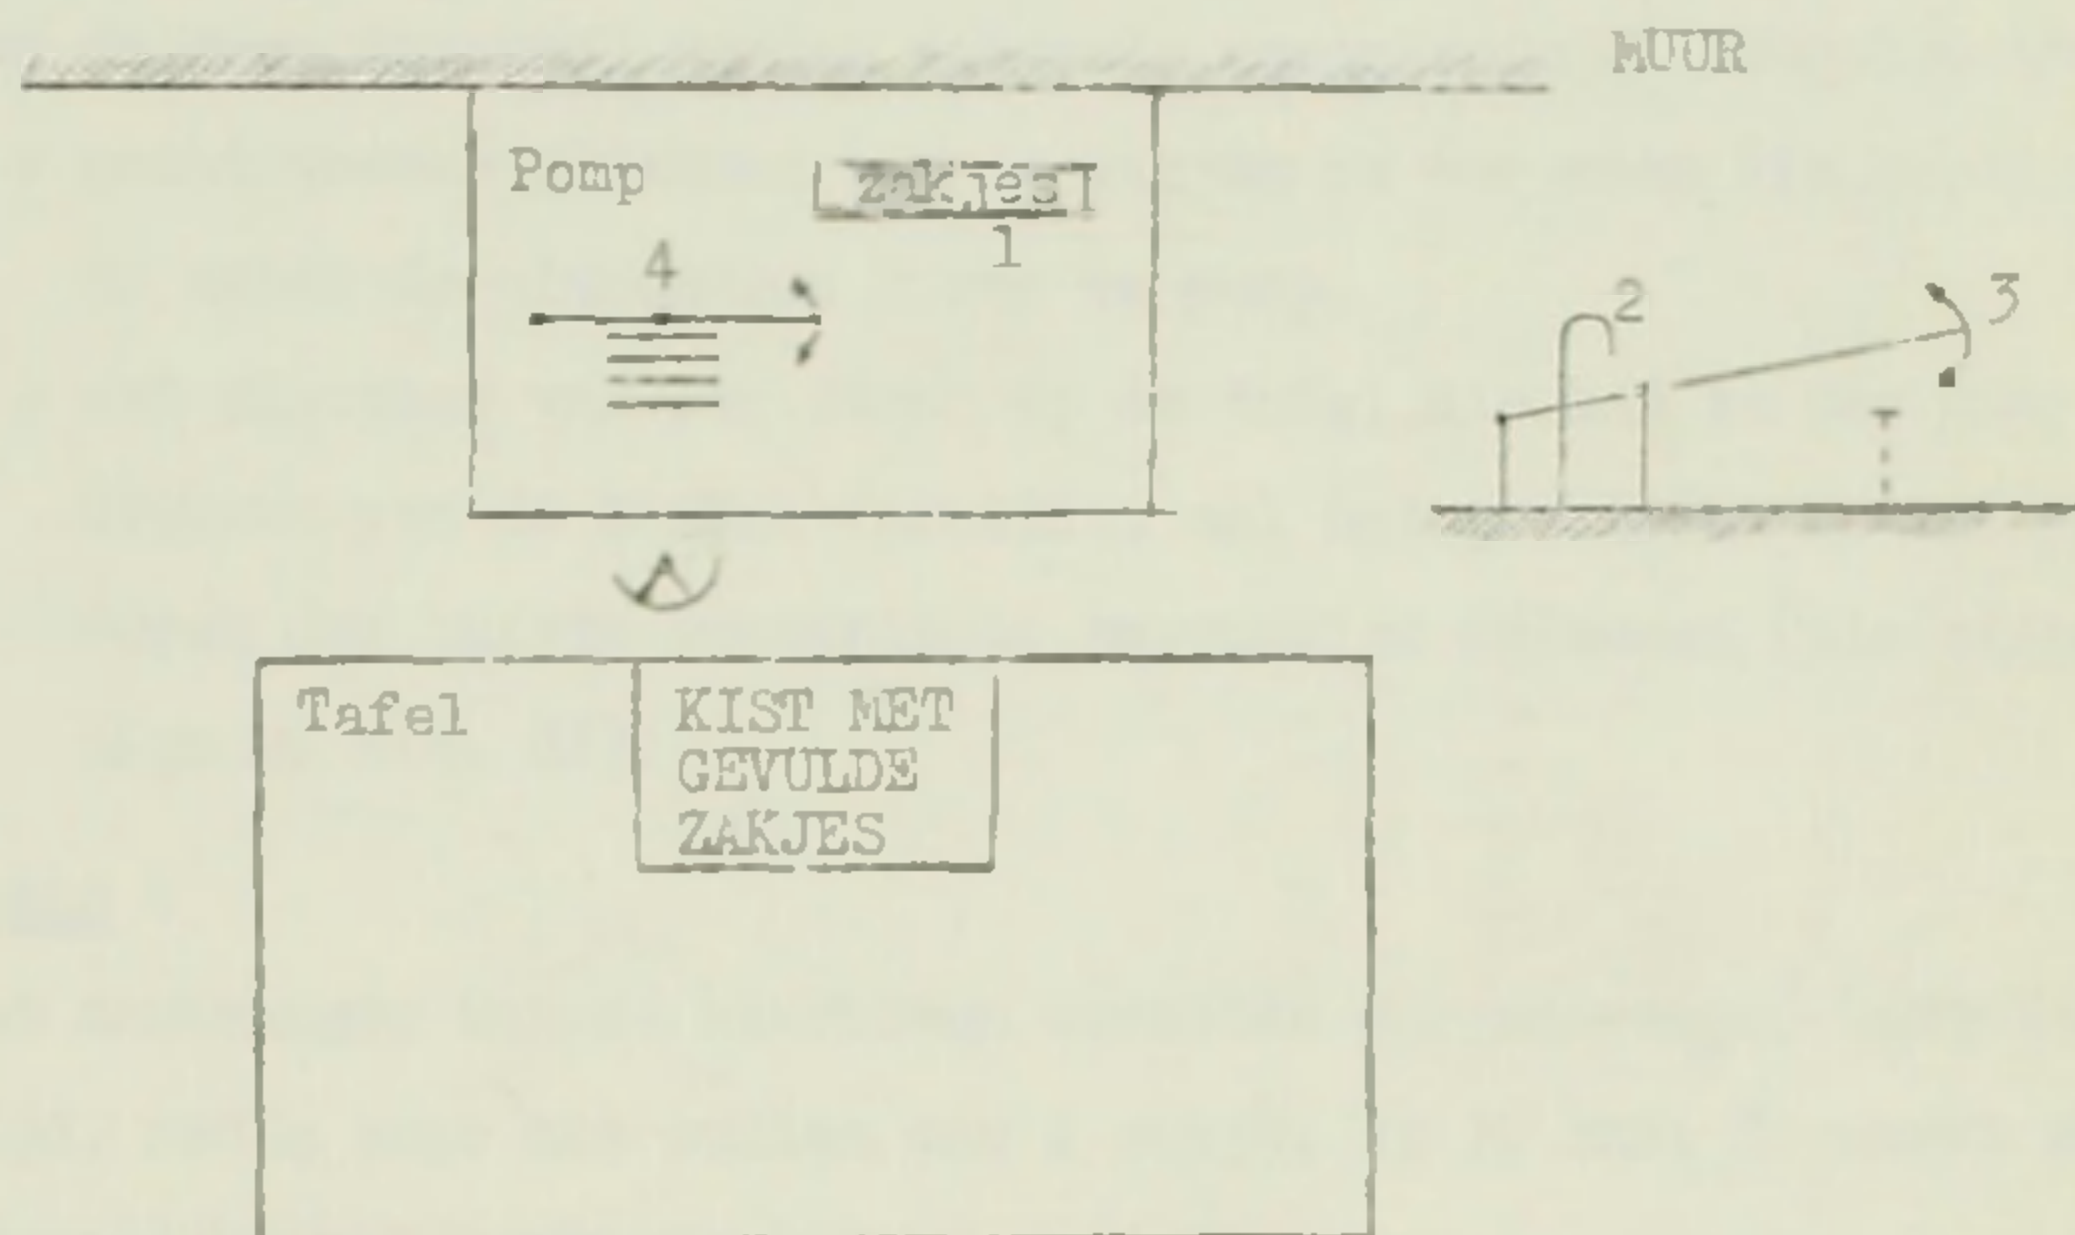 MUUR
Pomp
zakjes
1
4
2
3
Tafel
KIST MET
GEVULDE
ZAKJES